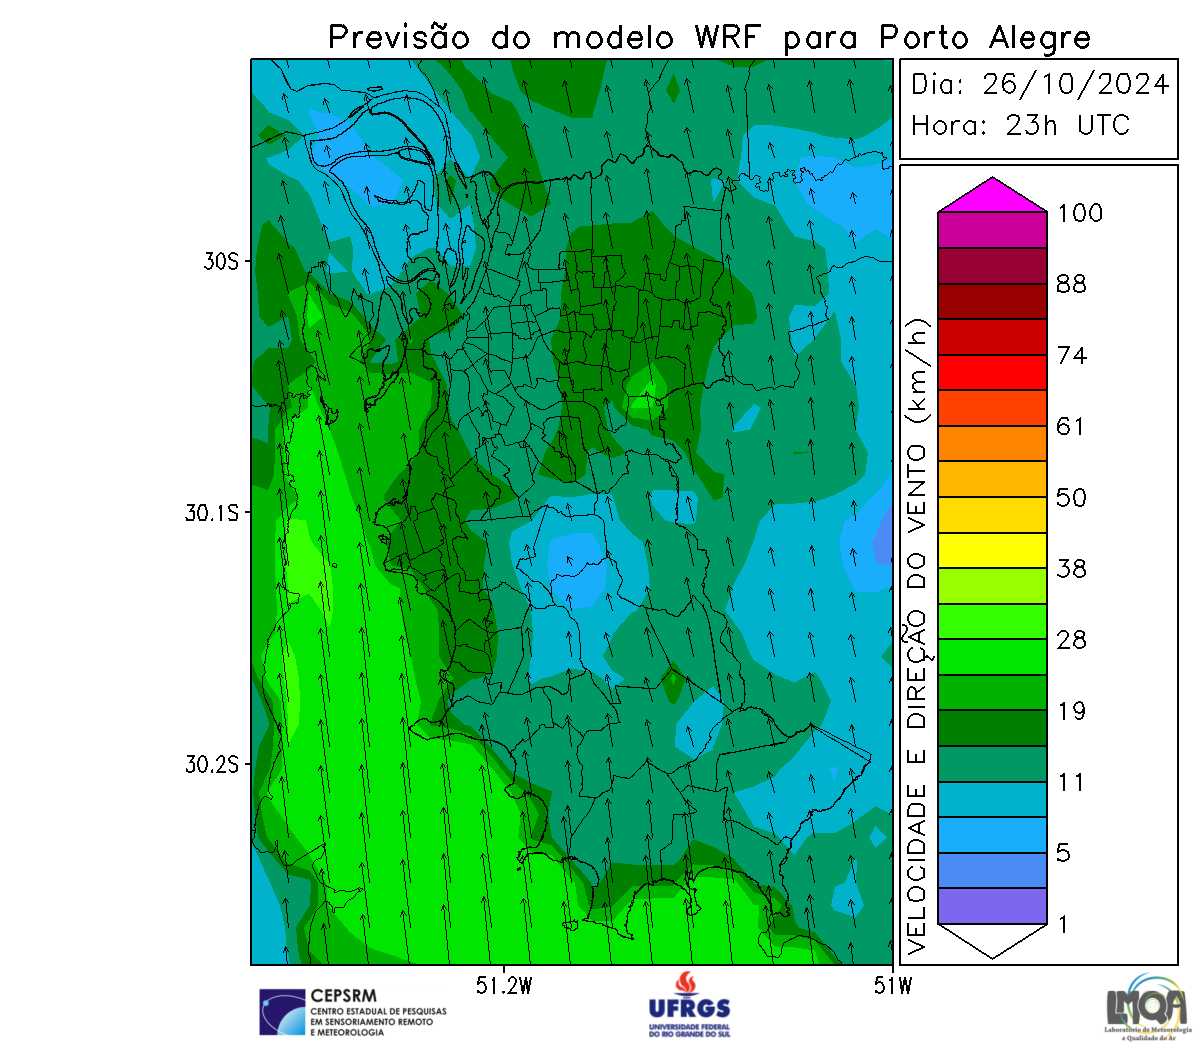 Previsão do modelo WRF para Porto Alegre
Dia: 26/10/2024
Hora: 23h UTC
VELOCIDADE E DIREÇÃO DO VENTO (km/h)
100
88
74
61
50
38
28
19
11
5
1
30S
30.1S
30.2S
51.2W
51W
CEPSRM
CENTRO ESTADUAL DE PESQUISAS
EM SENSORIAMENTO REMOTO
E METEOROLOGIA
UFRGS
UNIVERSIDADE FEDERAL
DO RIO GRANDE DO SUL
LMQA
Laboratório de Meteorologia
e Qualidade do Ar